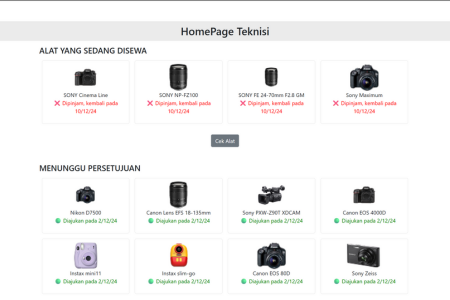 HomePage Teknisi
ALAT YANG SEDANG DISEWA
SONY Cinema Line
❌ Dipinjam, kembali pada
10/12/24
SONY NP-FZ100
❌ Dipinjam, kembali pada
10/12/24
SONY FE 24-70mm F2.8 GM
❌ Dipinjam, kembali pada
10/12/24
Sony Maximum
❌ Dipinjam, kembali pada
10/12/24
Cek Alat
MENUNGGU PERSETUJUAN
Nikon D7500
Diajukan pada 2/12/24
Canon Lens EFS 18-135mm
Diajukan pada 2/12/24
Sony PXW-Z90T XDCAM
Diajukan pada 2/12/24
Canon EOS 4000D
Diajukan pada 2/12/24
Instax mini11
Diajukan pada 2/12/24
Instax slim-go
Diajukan pada 2/12/24
Canon EOS 80D
Diajukan pada 2/12/24
Sony Zeiss
Diajukan pada 2/12/24